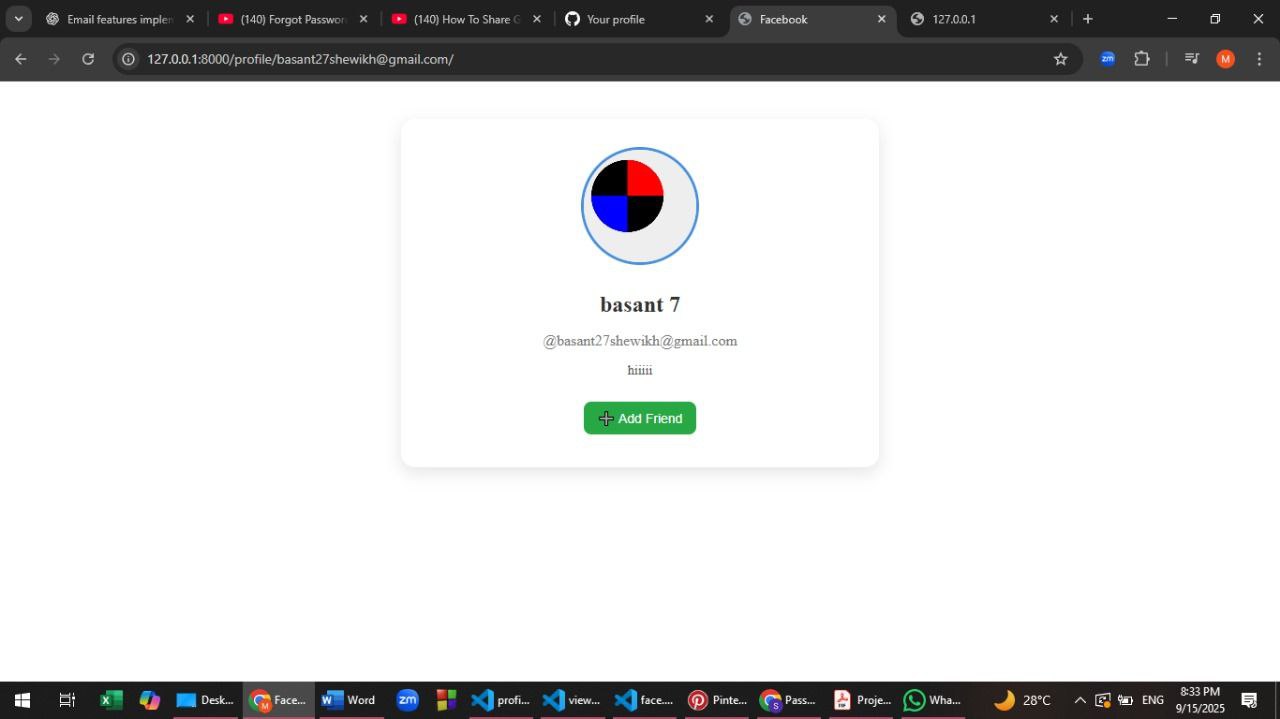 Email features implen
(140) Forgot Passwor
(140) How To Share G
Your profile
Facebook
127.0.0.1
127.0.0.1:8000/profile/basant27shewikh@gmail.com/
zm
M
basant 7
@basant27shewikh@gmail.com
hiiiii
Add Friend
Desk...
Face...
Word
zm
profi...
view...
face....
Pinte...
Pass...
Proje...
Wha...
28°C
ENG
8:33 PM
9/15/2025